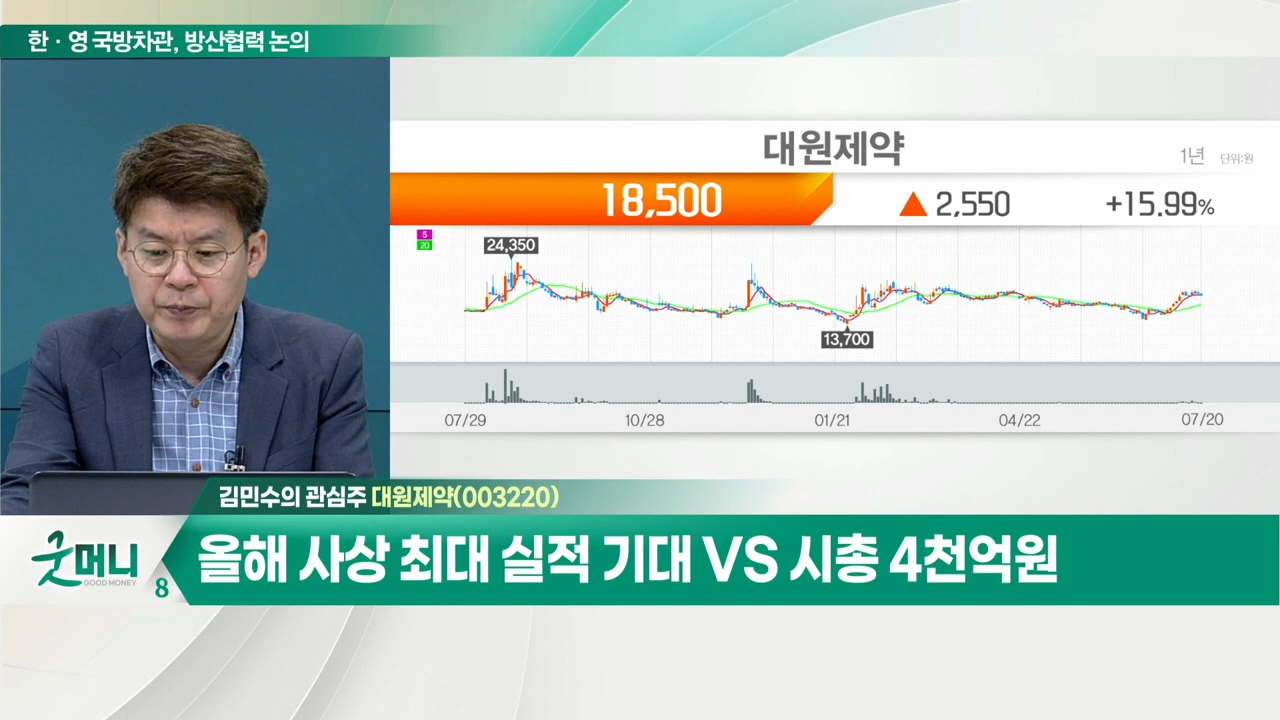 한·영 국방차관, 방산협력 논의
대원제약
1년 단위:원
18,500 ▲ 2,550 +15.99%
5
20
24,350
13,700
07/29 10/28 01/21 04/22 07/20
김민수의 관심주 대원제약(003220)
굿머니
GOOD MONEY
8
올해 사상 최대 실적 기대 VS 시총 4천억원